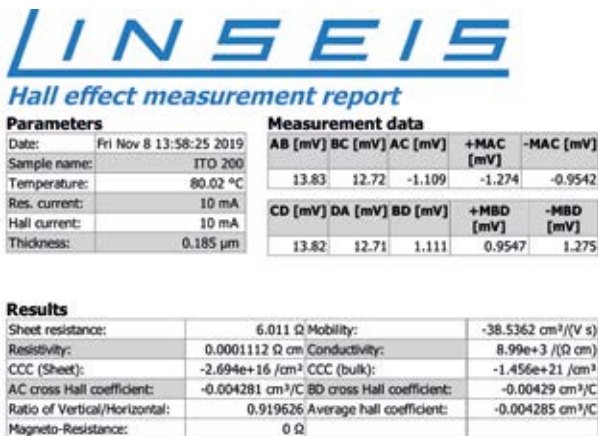 LINSEIS
Hall effect measurement report
Parameters
Date: Fri Nov 8 13:58:25 2019
Sample name: ITO 200
Temperature: 80.02 °C
Res. current: 10 mA
Hall current: 10 mA
Thickness: 0.185 µm
Measurement data
AB [mV] BC [mV] AC [mV] +MAC [mV] -MAC [mV]
13.83 12.72 -1.109 -1.274 -0.9542
CD [mV] DA [mV] BD [mV] +MBD [mV] -MBD [mV]
13.82 12.71 1.111 0.9547 1.275
Results
Sheet resistance: 6.011 Ω Mobility: -38.5362 cm²/(V s)
Resistivity: 0.0001112 Ω cm Conductivity: 8.99e+3 /(Ω cm)
CCC (Sheet): -2.694e+16 /cm² CCC (bulk): -1.456e+21 /cm³
AC cross Hall coefficient: -0.004281 cm³/C BD cross Hall coefficient: -0.00429 cm³/C
Ratio of Vertical/Horizontal: 0.919626 Average hall coefficient: -0.004285 cm³/C
Magneto-Resistance: 0 Ω